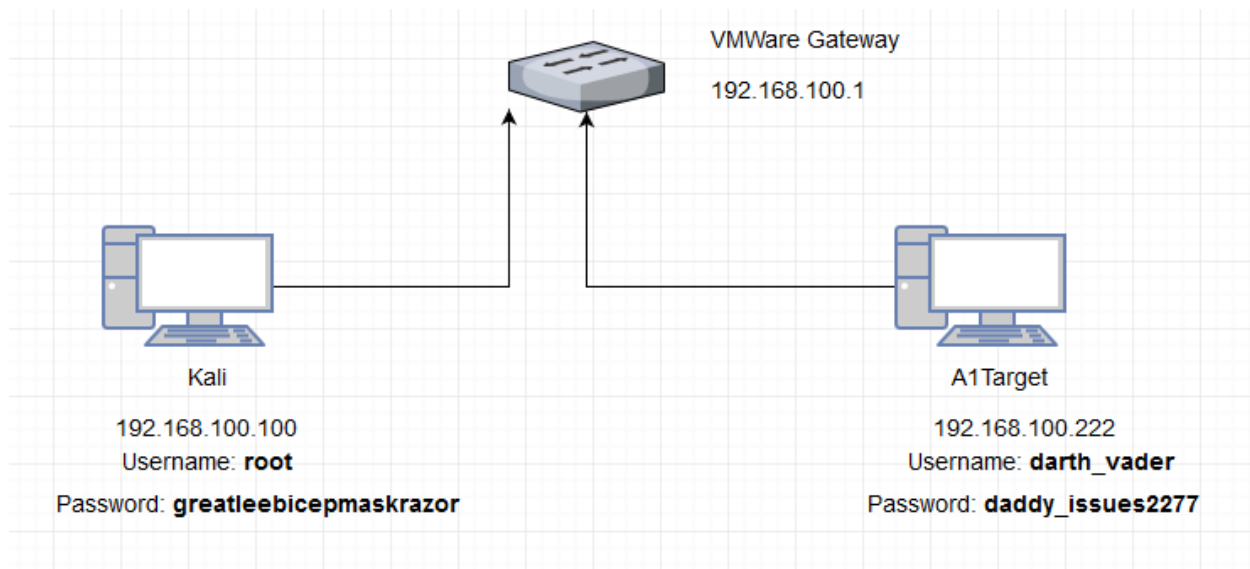 VMWare Gateway
192.168.100.1
Kali
192.168.100.100
Username: root
Password: greatleebicepmaskrazor
A1Target
192.168.100.222
Username: darth_vader
Password: daddy_issues2277